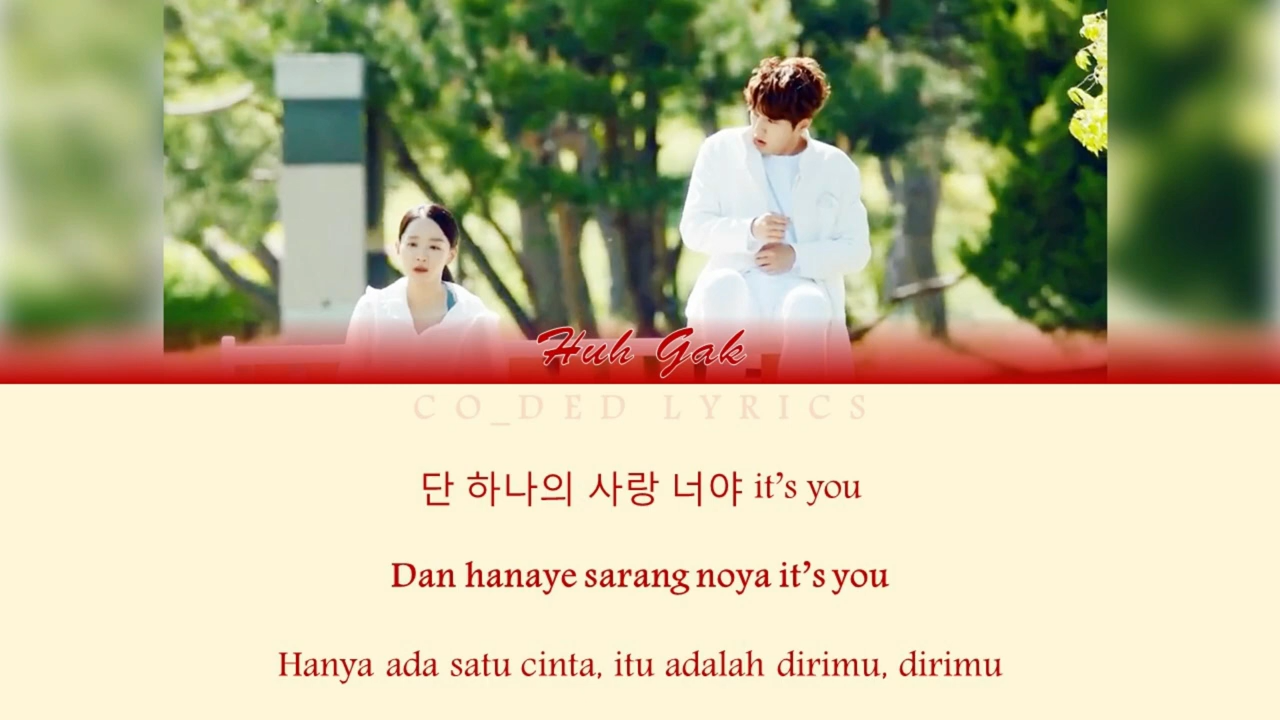 Huh Gak
CO_DED LYRICS
단 하나의 사랑 너야 it's you
Dan hanaye sarang noya it's you
Hanya ada satu cinta, itu adalah dirimu, dirimu